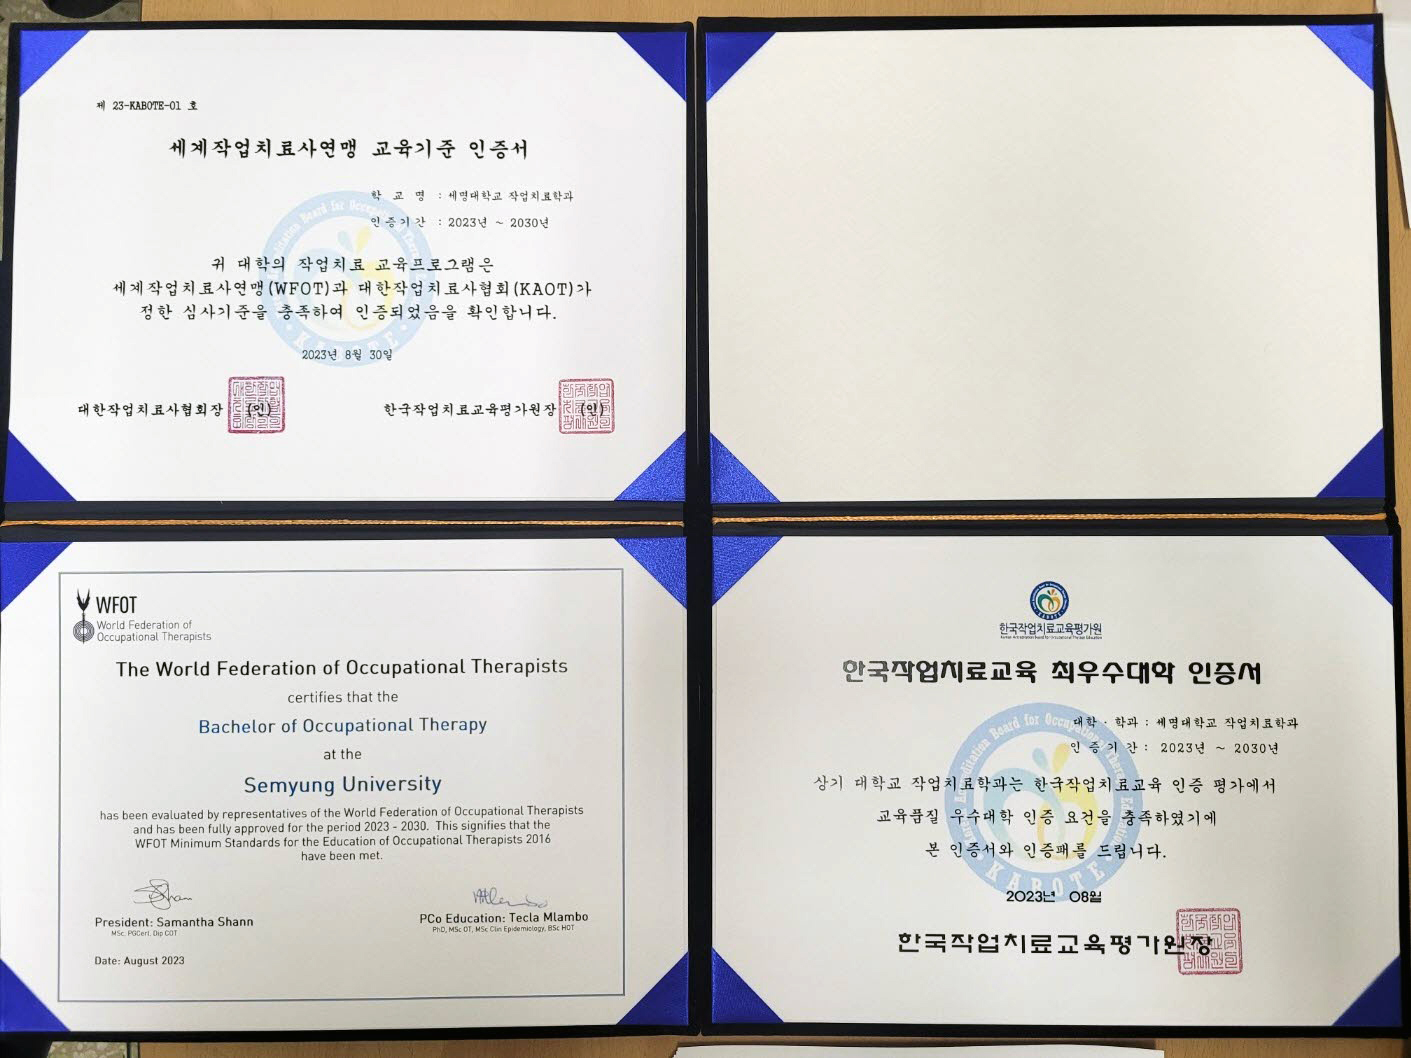 제 23-KABOTE-01 호
세계작업치료사연맹 교육기준 인증서
학 교 명 : 세명대학교 작업치료학과
인증기간 : 2023년 ~ 2030년
귀 대학의 작업치료 교육프로그램은
세계작업치료사연맹(WFOT)과 대한작업치료사협회(KAOT)가
정한 심사기준을 충족하여 인증되었음을 확인합니다.
KABOTE
2023년 8월 30일
대한작업치료사협회장 (인)
한국작업치료교육평가원장 (인)
WFOT
World Federation of
Occupational Therapists
The World Federation of Occupational Therapists
certifies that the
Bachelor of Occupational Therapy
at the
Semyung University
has been evaluated by representatives of the World Federation of Occupational Therapists
and has been fully approved for the period 2023 - 2030. This signifies that the
WFOT Minimum Standards for the Education of Occupational Therapists 2016
have been met.
President: Samantha Shann
MSc, PGCert, Dip COT
PCo Education: Tecla Mlambo
PhD, MSc OT, MSc Clin Epidemiology, BSc HOT
Date: August 2023
한국작업치료교육평가원
한국작업치료교육 최우수대학 인증서
대학 · 학과 : 세명대학교 작업치료학과
인증기간 : 2023년 ~ 2030년
상기 대학교 작업치료학과는 한국작업치료교육 인증 평가에서
교육품질 우수대학 인증 요건을 충족하였기에
본 인증서와 인증패를 드립니다.
KABOTE
2023년 08월
한국작업치료교육평가원장